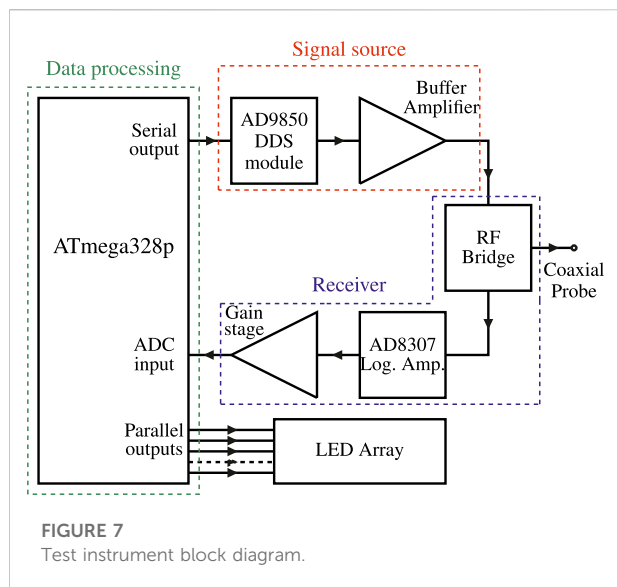 Signal source
Data processing
Buffer
Amplifier
Serial
output
AD9850
DDS
module
ATmega328p
RF
Bridge
Coaxial
Probe
Receiver
Gain
stage
ADC
input
AD8307
Log. Amp.
Parallel
outputs
LED Array
FIGURE 7
Test instrument block diagram.